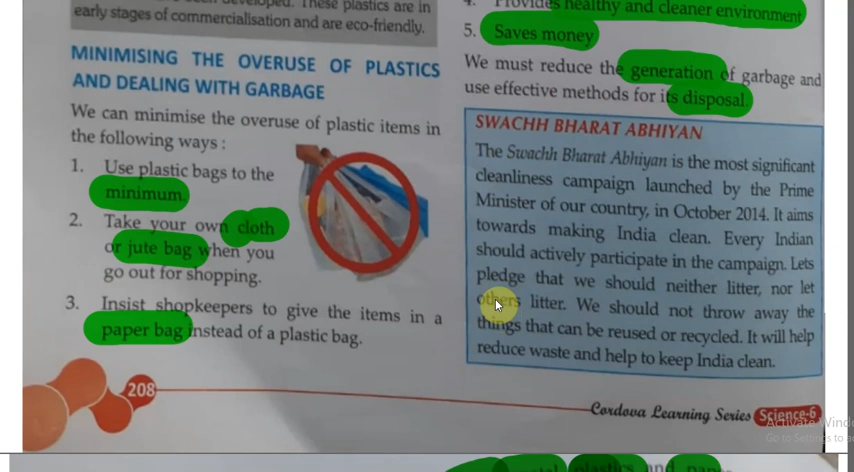 early stages of commercialisation and are eco-friendly.
MINIMISING THE OVERUSE OF PLASTICS
AND DEALING WITH GARBAGE
We can minimise the overuse of plastic items in
the following ways :
1. Use plastic bags to the
minimum.
2. Take your own cloth
or jute bag when you
go out for shopping.
3. Insist shopkeepers to give the items in a
paper bag instead of a plastic bag.
208
4. Provides healthy and cleaner environment
5. Saves money
We must reduce the generation of garbage and
use effective methods for its disposal.
SWACHH BHARAT ABHIYAN
The Swachh Bharat Abhiyan is the most significant
cleanliness campaign launched by the Prime
Minister of our country, in October 2014. It aims
towards making India clean. Every Indian
should actively participate in the campaign. Lets
pledge that we should neither litter, nor let
others litter. We should not throw away the
things that can be reused or recycled. It will help
reduce waste and help to keep India clean.
Cordova Learning Series Science-6
Activate Wind
Go to Settings to a